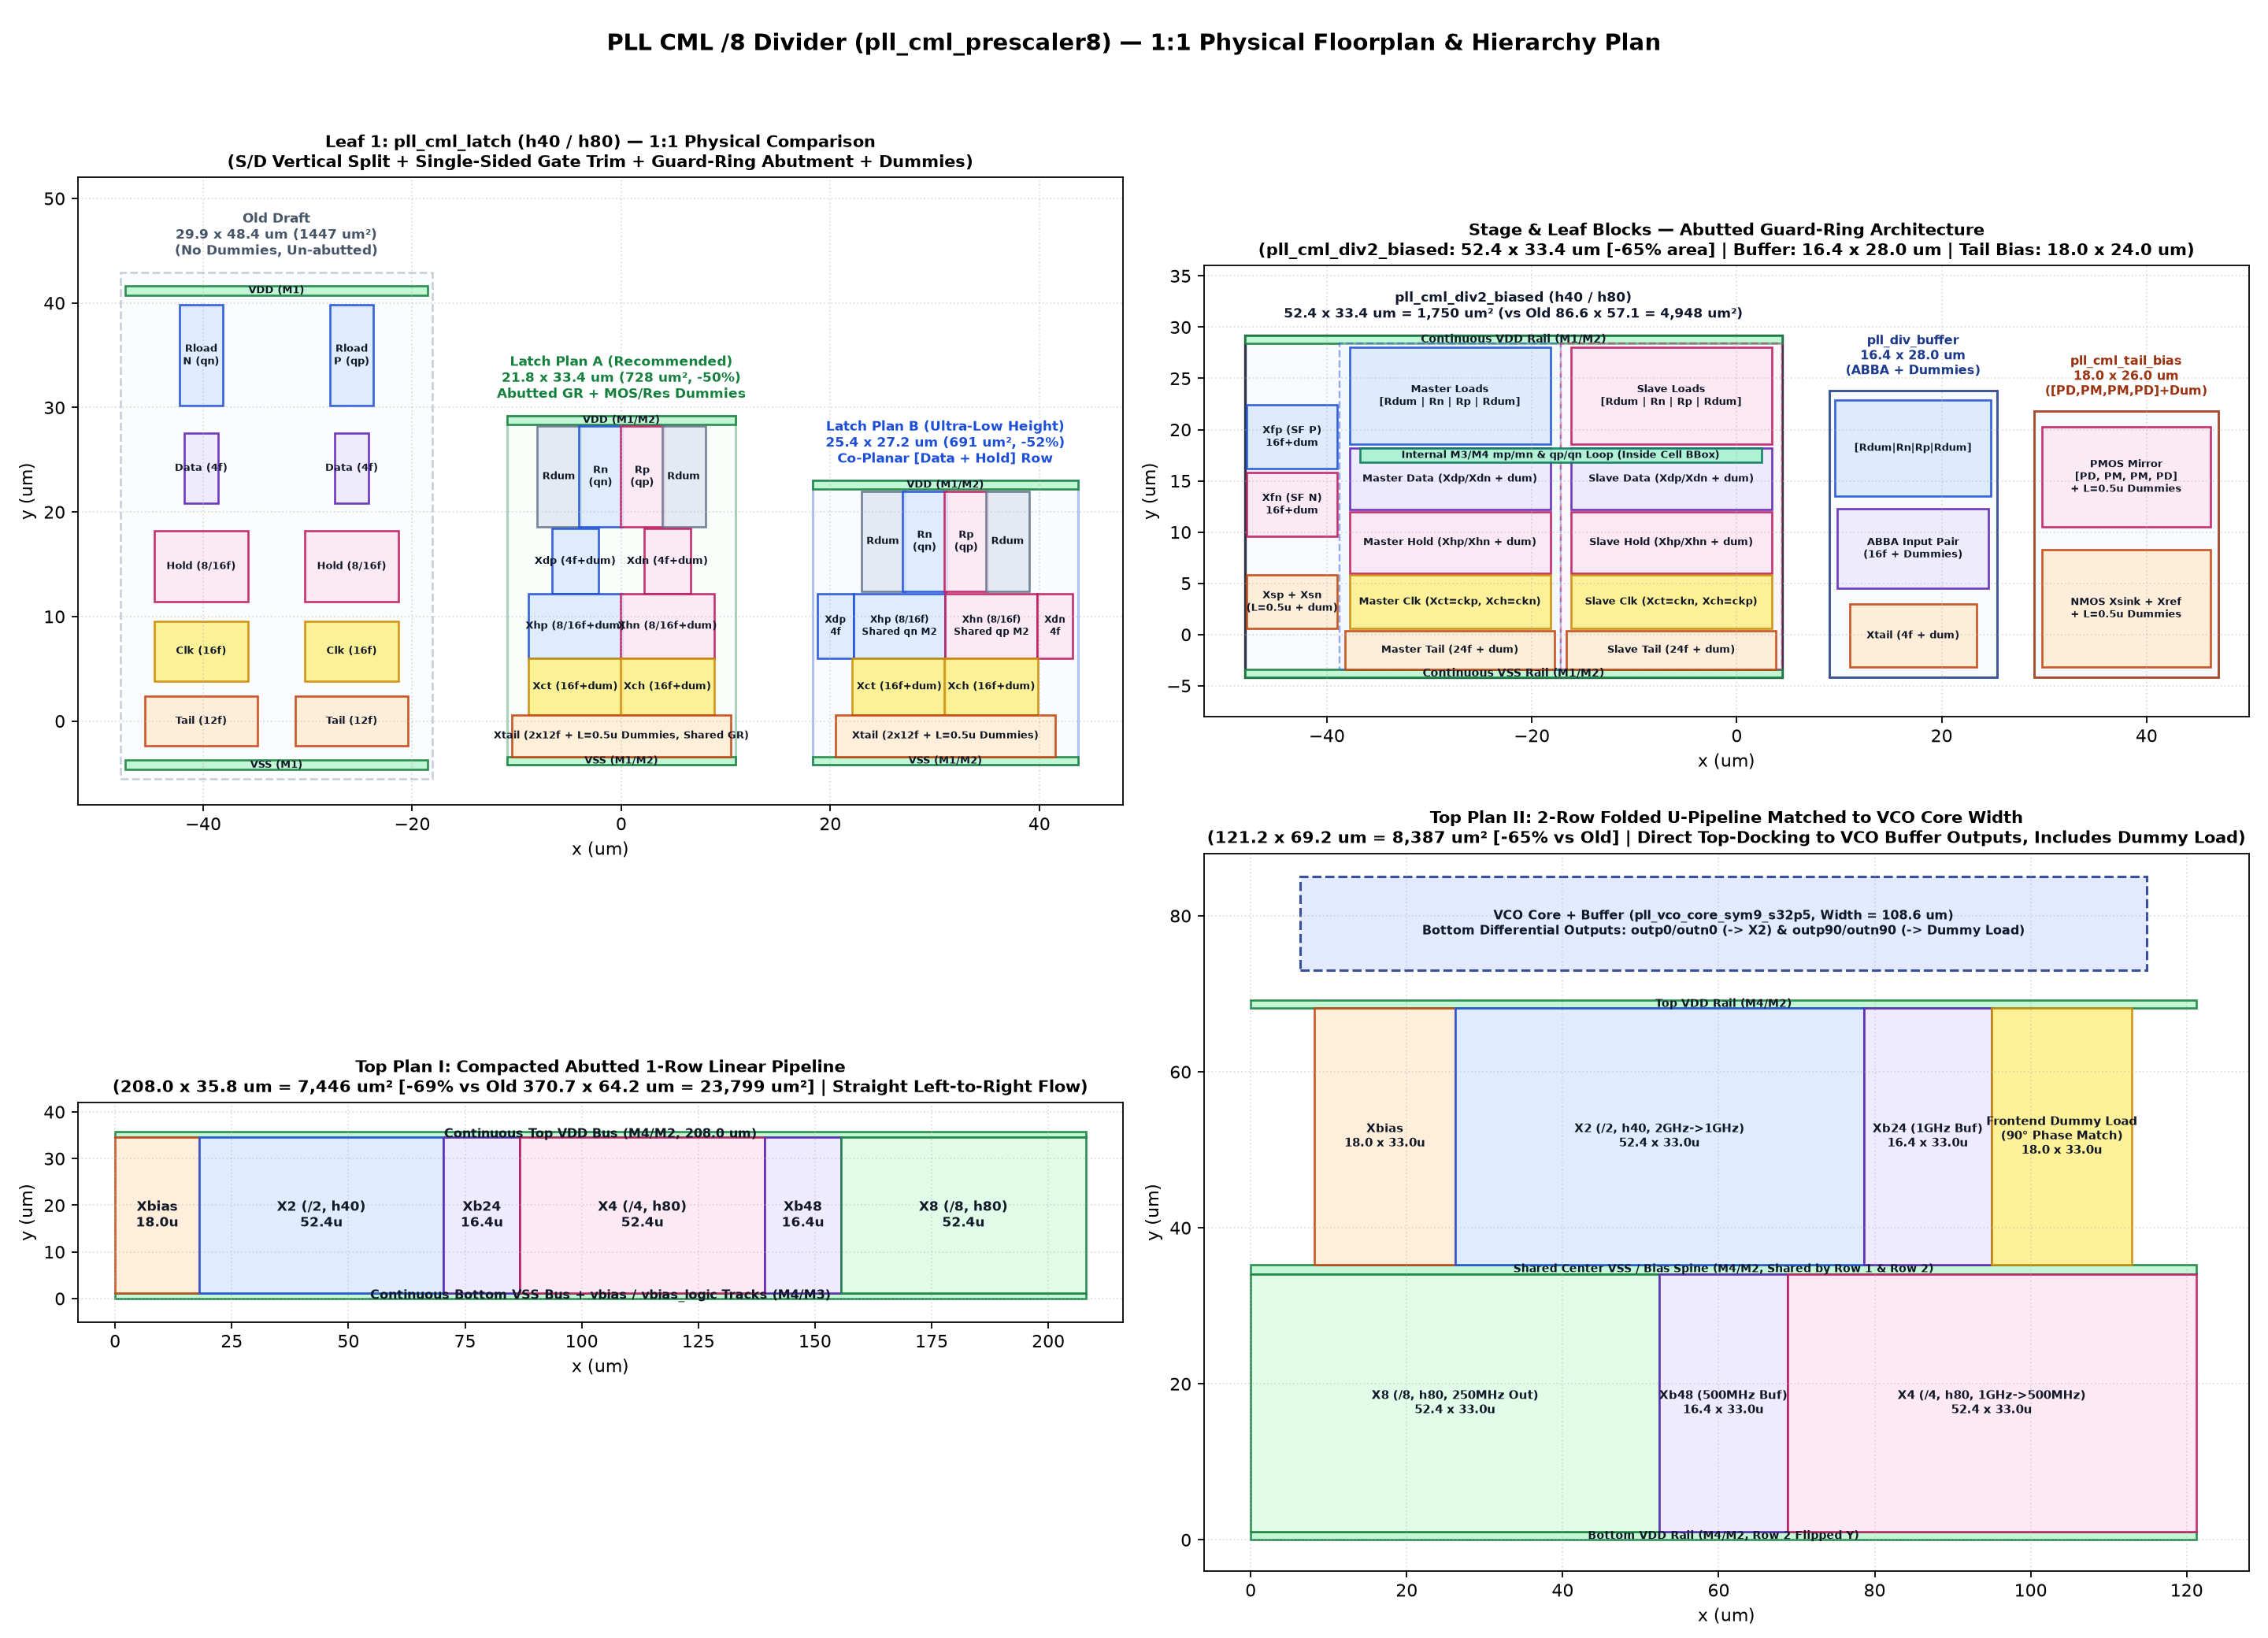 PLL CML /8 Divider (pll_cml_prescaler8) — 1:1 Physical Floorplan & Hierarchy Plan
Leaf 1: pll_cml_latch (h40 / h80) — 1:1 Physical Comparison
(S/D Vertical Split + Single-Sided Gate Trim + Guard-Ring Abutment + Dummies)
50
40
30
20
10
0
y (um)
−40
−20
0
20
40
x (um)
Old Draft
29.9 x 48.4 um (1447 um²)
(No Dummies, Un-abutted)
VDD (M1)
Rload
N (qn)
Rload
P (qp)
Data (4f)
Data (4f)
Hold (8/16f)
Hold (8/16f)
Clk (16f)
Clk (16f)
Tail (12f)
Tail (12f)
VSS (M1)
Latch Plan A (Recommended)
21.8 x 33.4 um (728 um², -50%)
Abutted GR + MOS/Res Dummies
VDD (M1/M2)
Rdum
Rn
(qn)
Rp
(qp)
Rdum
Xdp (4f+dum)
Xdn (4f+dum)
Xhp (8/16f+dum)
Xhn (8/16f+dum)
Xct (16f+dum)
Xch (16f+dum)
Xtail (2x12f + L=0.5u Dummies, Shared GR)
VSS (M1/M2)
Latch Plan B (Ultra-Low Height)
25.4 x 27.2 um (691 um², -52%)
Co-Planar [Data + Hold] Row
VDD (M1/M2)
Rdum
Rn
(qn)
Rp
(qp)
Rdum
Xdp
4f
Xhp (8/16f)
Shared qn M2
Xhn (8/16f)
Shared qp M2
Xdn
4f
Xct (16f+dum)
Xch (16f+dum)
Xtail (2x12f + L=0.5u Dummies)
VSS (M1/M2)
Stage & Leaf Blocks — Abutted Guard-Ring Architecture
(pll_cml_div2_biased: 52.4 x 33.4 um [-65% area] | Buffer: 16.4 x 28.0 um | Tail Bias: 18.0 x 24.0 um)
35
30
25
20
15
10
5
0
−5
y (um)
−40
−20
0
20
40
x (um)
pll_cml_div2_biased (h40 / h80)
52.4 x 33.4 um = 1,750 um² (vs Old 86.6 x 57.1 = 4,948 um²)
Continuous VDD Rail (M1/M2)
Master Loads
[Rdum | Rn | Rp | Rdum]
Slave Loads
[Rdum | Rn | Rp | Rdum]
Xfp (SF P)
16f+dum
Internal M3/M4 mp/mn & qp/qn Loop (Inside Cell BBox)
Master Data (Xdp/Xdn + dum)
Slave Data (Xdp/Xdn + dum)
Xfn (SF N)
16f+dum
Master Hold (Xhp/Xhn + dum)
Slave Hold (Xhp/Xhn + dum)
Xsp + Xsn
(L=0.5u + dum)
Master Clk (Xct=ckp, Xch=ckn)
Slave Clk (Xct=ckn, Xch=ckp)
Master Tail (24f + dum)
Slave Tail (24f + dum)
Continuous VSS Rail (M1/M2)
pll_div_buffer
16.4 x 28.0 um
(ABBA + Dummies)
[Rdum|Rn|Rp|Rdum]
ABBA Input Pair
(16f + Dummies)
Xtail (4f + dum)
pll_cml_tail_bias
18.0 x 26.0 um
([PD,PM,PM,PD]+Dum)
PMOS Mirror
[PD, PM, PM, PD]
+ L=0.5u Dummies
NMOS Xsink + Xref
+ L=0.5u Dummies
Top Plan I: Compacted Abutted 1-Row Linear Pipeline
(208.0 x 35.8 um = 7,446 um² [-69% vs Old 370.7 x 64.2 um = 23,799 um²] | Straight Left-to-Right Flow)
40
30
20
10
0
y (um)
0
25
50
75
100
125
150
175
200
x (um)
Continuous Top VDD Bus (M4/M2, 208.0 um)
Xbias
18.0u
X2 (/2, h40)
52.4u
Xb24
16.4u
X4 (/4, h80)
52.4u
Xb48
16.4u
X8 (/8, h80)
52.4u
Continuous Bottom VSS Bus + vbias / vbias_logic Tracks (M4/M3)
Top Plan II: 2-Row Folded U-Pipeline Matched to VCO Core Width
(121.2 x 69.2 um = 8,387 um² [-65% vs Old] | Direct Top-Docking to VCO Buffer Outputs, Includes Dummy Load)
80
60
40
20
0
y (um)
0
20
40
60
80
100
120
x (um)
VCO Core + Buffer (pll_vco_core_sym9_s32p5, Width = 108.6 um)
Bottom Differential Outputs: outp0/outn0 (-> X2) & outp90/outn90 (-> Dummy Load)
Top VDD Rail (M4/M2)
Xbias
18.0 x 33.0u
X2 (/2, h40, 2GHz->1GHz)
52.4 x 33.0u
Xb24 (1GHz Buf)
16.4 x 33.0u
Frontend Dummy Load
(90° Phase Match)
18.0 x 33.0u
Shared Center VSS / Bias Spine (M4/M2, Shared by Row 1 & Row 2)
X8 (/8, h80, 250MHz Out)
52.4 x 33.0u
Xb48 (500MHz Buf)
16.4 x 33.0u
X4 (/4, h80, 1GHz->500MHz)
52.4 x 33.0u
Bottom VDD Rail (M4/M2, Row 2 Flipped Y)